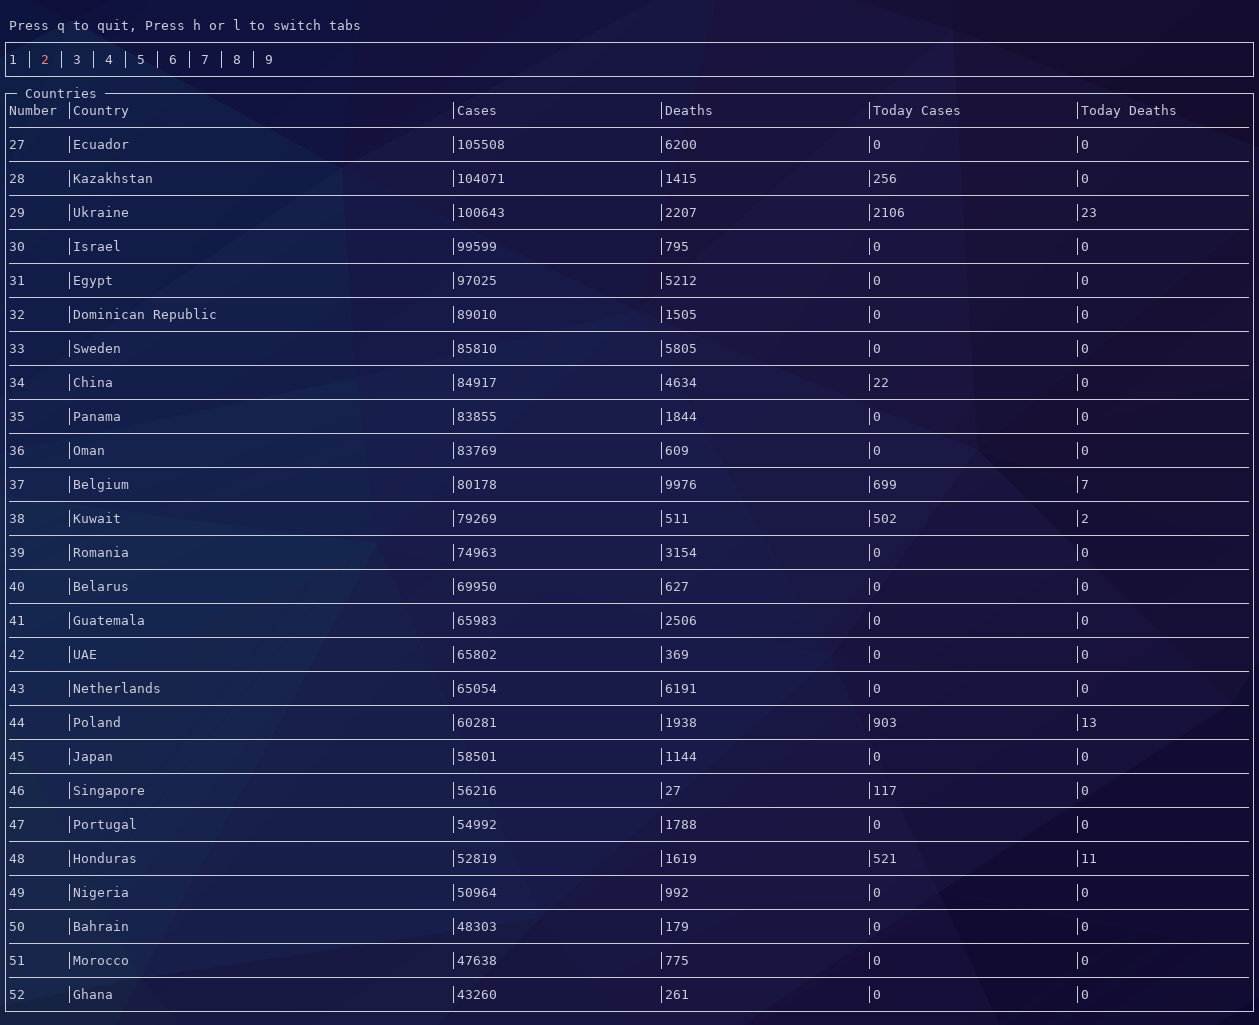 Press q to quit, Press h or l to switch tabs
1 │ 2 │ 3 │ 4 │ 5 │ 6 │ 7 │ 8 │ 9
Countries
Number │Country │Cases │Deaths │Today Cases │Today Deaths
27 │Ecuador │105508 │6200 │0 │0
28 │Kazakhstan │104071 │1415 │256 │0
29 │Ukraine │100643 │2207 │2106 │23
30 │Israel │99599 │795 │0 │0
31 │Egypt │97025 │5212 │0 │0
32 │Dominican Republic │89010 │1505 │0 │0
33 │Sweden │85810 │5805 │0 │0
34 │China │84917 │4634 │22 │0
35 │Panama │83855 │1844 │0 │0
36 │Oman │83769 │609 │0 │0
37 │Belgium │80178 │9976 │699 │7
38 │Kuwait │79269 │511 │502 │2
39 │Romania │74963 │3154 │0 │0
40 │Belarus │69950 │627 │0 │0
41 │Guatemala │65983 │2506 │0 │0
42 │UAE │65802 │369 │0 │0
43 │Netherlands │65054 │6191 │0 │0
44 │Poland │60281 │1938 │903 │13
45 │Japan │58501 │1144 │0 │0
46 │Singapore │56216 │27 │117 │0
47 │Portugal │54992 │1788 │0 │0
48 │Honduras │52819 │1619 │521 │11
49 │Nigeria │50964 │992 │0 │0
50 │Bahrain │48303 │179 │0 │0
51 │Morocco │47638 │775 │0 │0
52 │Ghana │43260 │261 │0 │0